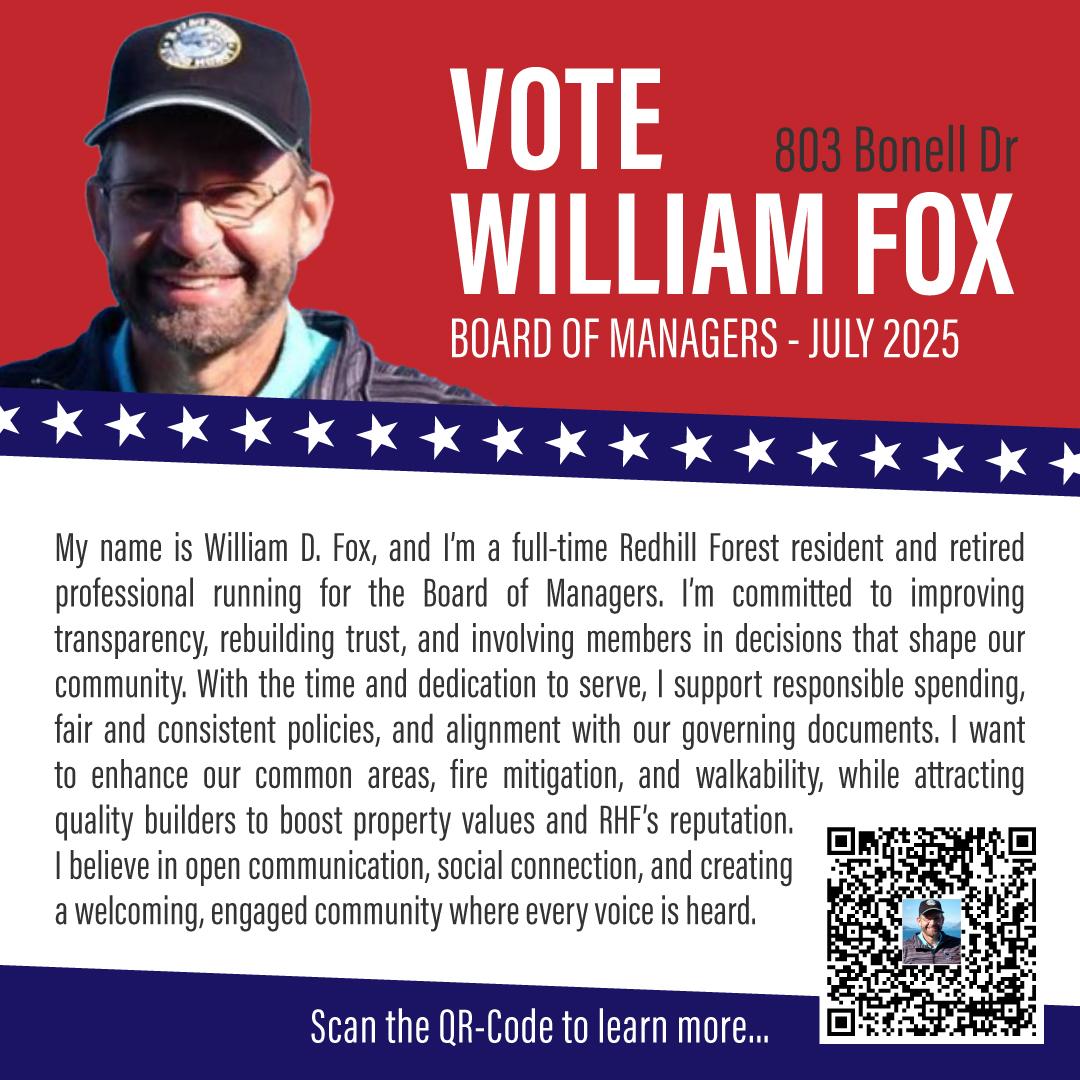 VOTE
803 Bonell Dr
WILLIAM FOX
BOARD OF MANAGERS - JULY 2025
My name is William D. Fox, and I'm a full-time Redhill Forest resident and retired
professional running for the Board of Managers. I'm committed to improving
transparency, rebuilding trust, and involving members in decisions that shape our
community. With the time and dedication to serve, I support responsible spending,
fair and consistent policies, and alignment with our governing documents. I want
to enhance our common areas, fire mitigation, and walkability, while attracting
quality builders to boost property values and RHF's reputation.
I believe in open communication, social connection, and creating
a welcoming, engaged community where every voice is heard.
Scan the QR-Code to learn more...